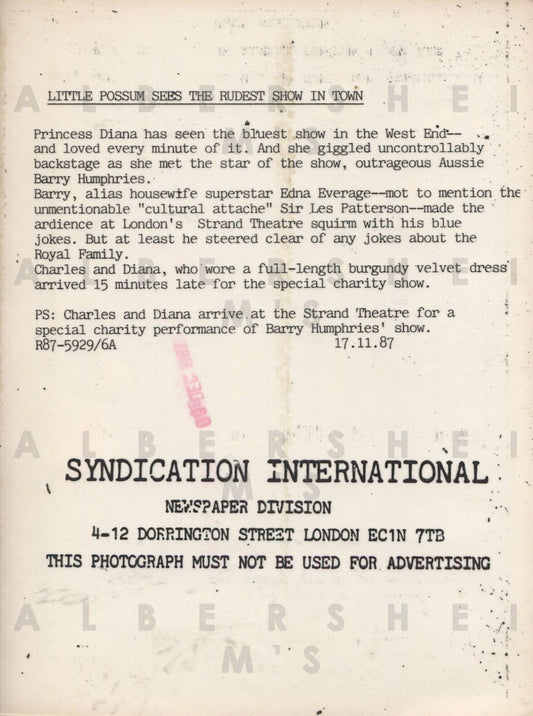 LITTLE POSSUM SEES THE RUDEST SHOW IN TOWN
Princess Diana has seen the bluest show in the West End--
and loved every minute of it. And she giggled uncontrollably
backstage as she met the star of the show, outrageous Aussie
Barry Humphries.
Barry, alias housewife superstar Edna Everage--mot to mention the
unmentionable "cultural attache" Sir Les Patterson--made the
ardience at London's Strand Theatre squirm with his blue
jokes. But at least he steered clear of any jokes about the
Royal Family.
Charles and Diana, who wore a full-length burgundy velvet dress
arrived 15 minutes late for the special charity show.
PS: Charles and Diana arrive at the Strand Theatre for a
special charity performance of Barry Humphries' show.
R87-5929/6A 17.11.87
09 DEC
SYNDICATION INTERNATIONAL
NEWSPAPER DIVISION
4-12 DORRINGTON STREET LONDON EC1N 7TB
THIS PHOTOGRAPH MUST NOT BE USED FOR ADVERTISING
ALBERSHEIM'S
ALBERSHEIM'S
ALBERSHEIM'S
ALBERSHEIM'S